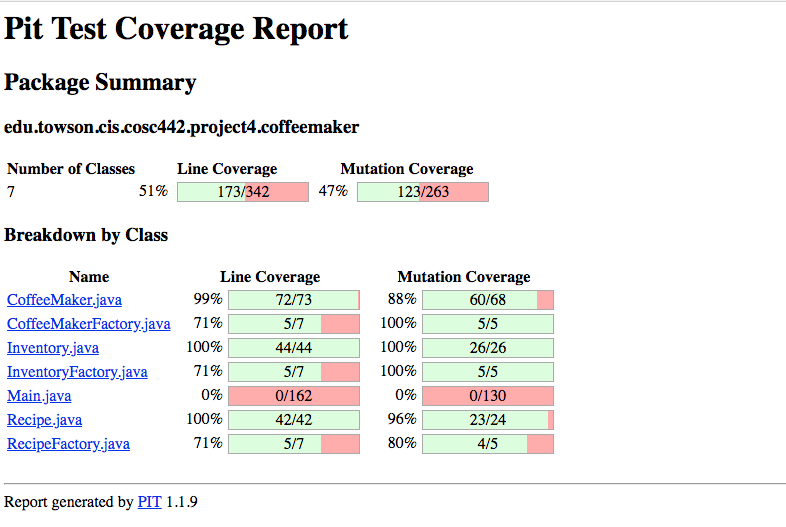 Pit Test Coverage Report
Package Summary
edu.towson.cis.cosc442.project4.coffeemaker
Number of Classes Line Coverage Mutation Coverage
7 51% 173/342 47% 123/263
Breakdown by Class
Name Line Coverage Mutation Coverage
CoffeeMaker.java 99% 72/73 88% 60/68
CoffeeMakerFactory.java 71% 5/7 100% 5/5
Inventory.java 100% 44/44 100% 26/26
InventoryFactory.java 71% 5/7 100% 5/5
Main.java 0% 0/162 0% 0/130
Recipe.java 100% 42/42 96% 23/24
RecipeFactory.java 71% 5/7 80% 4/5
Report generated by PIT 1.1.9